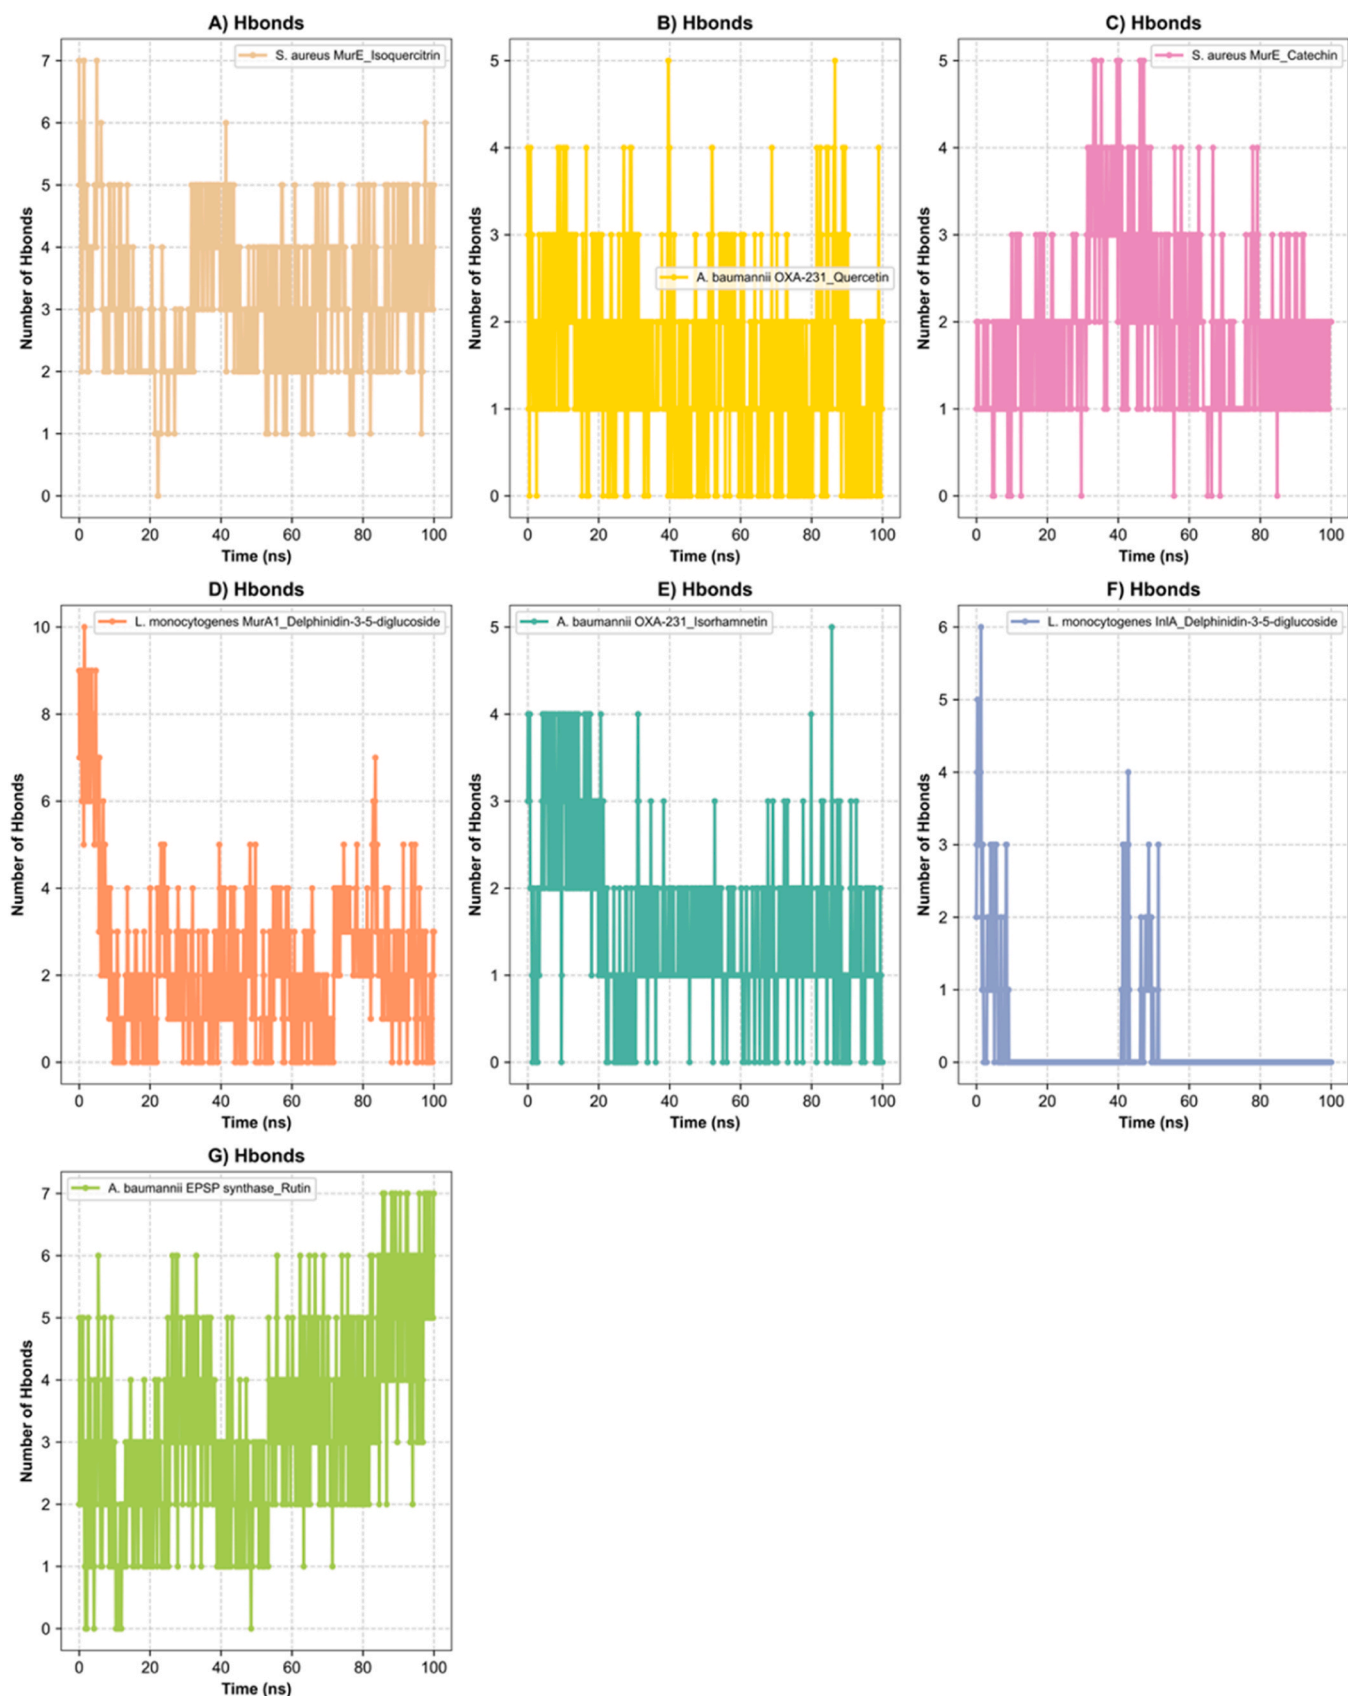 A) Hbonds
S. aureus MurE_Isoquercitrin
Number of Hbonds
7
6
5
4
3
2
1
0
0 20 40 60 80 100
Time (ns)
B) Hbonds
A. baumannii OXA-231_Quercetin
Number of Hbonds
5
4
3
2
1
0
0 20 40 60 80 100
Time (ns)
C) Hbonds
S. aureus MurE_Catechin
Number of Hbonds
5
4
3
2
1
0
0 20 40 60 80 100
Time (ns)
D) Hbonds
L. monocytogenes MurA1_Delphinidin-3-5-diglucoside
Number of Hbonds
10
8
6
4
2
0
0 20 40 60 80 100
Time (ns)
E) Hbonds
A. baumannii OXA-231_Isorhamnetin
Number of Hbonds
5
4
3
2
1
0
0 20 40 60 80 100
Time (ns)
F) Hbonds
L. monocytogenes InlA_Delphinidin-3-5-diglucoside
Number of Hbonds
6
5
4
3
2
1
0
0 20 40 60 80 100
Time (ns)
G) Hbonds
A. baumannii EPSP synthase_Rutin
Number of Hbonds
7
6
5
4
3
2
1
0
0 20 40 60 80 100
Time (ns)